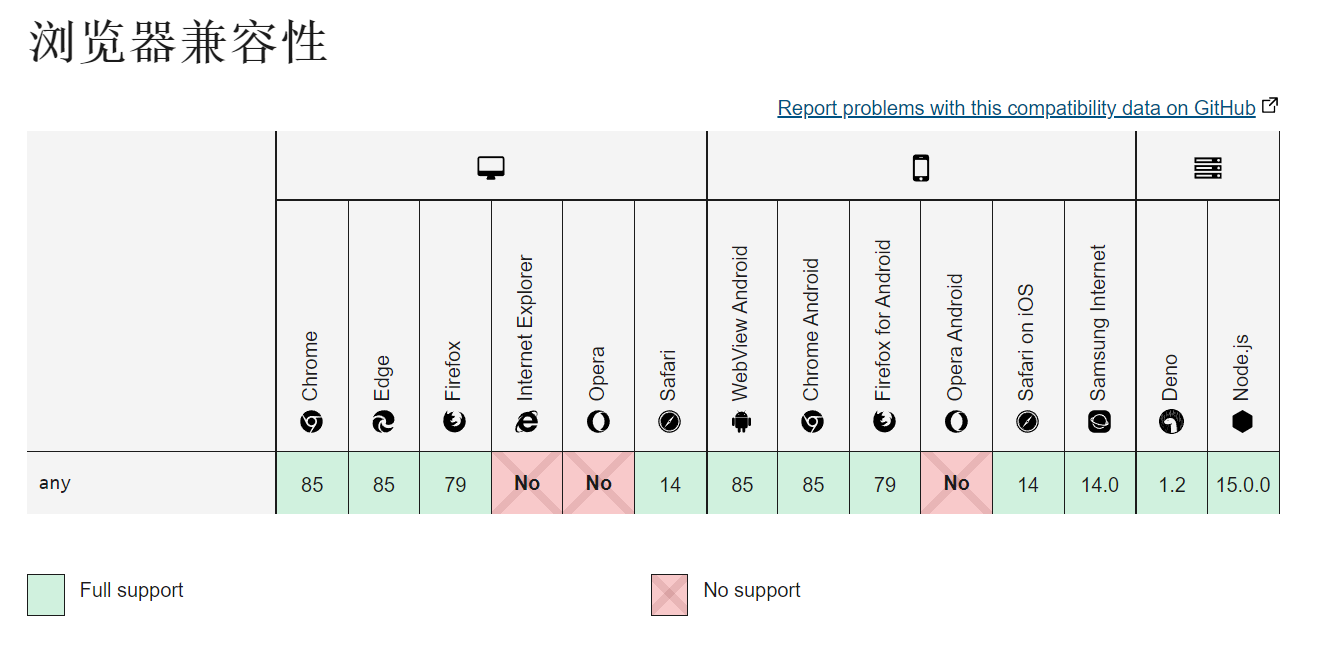 浏览器兼容性
Report problems with this compatibility data on GitHub
Chrome
Edge
Firefox
Internet Explorer
Opera
Safari
WebView Android
Chrome Android
Firefox for Android
Opera Android
Safari on iOS
Samsung Internet
Deno
Node.js
any 85 85 79 No No 14 85 85 79 No 14 14.0 1.2 15.0.0
Full support No support